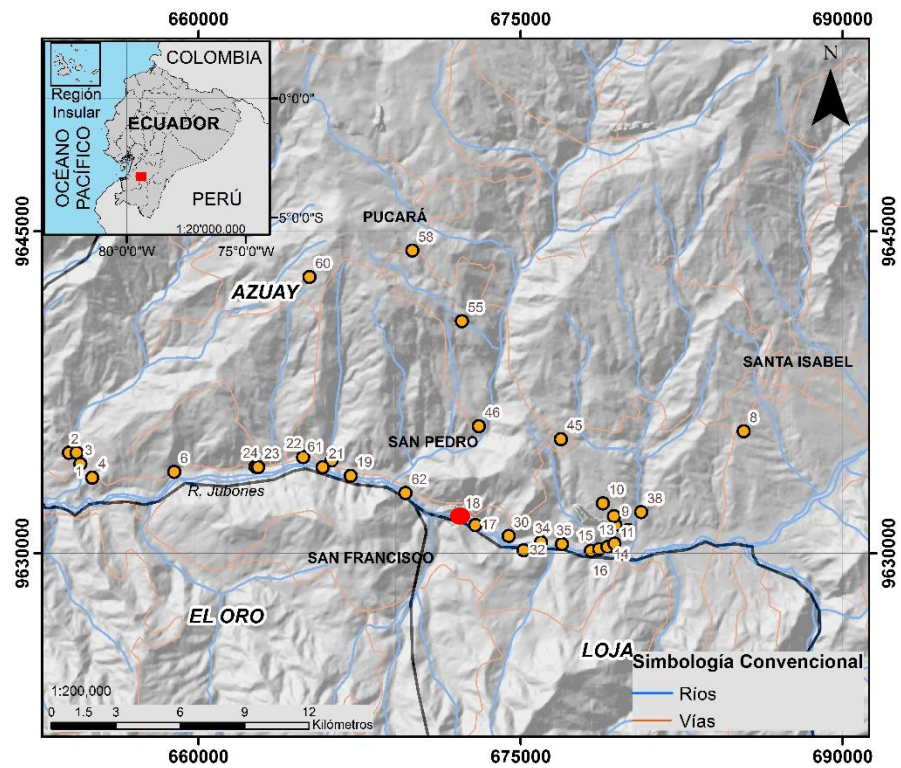 660000
675000
690000
COLOMBIA
N
Región
Insular
0°0'0"
ECUADOR
OCÉANO
PACÍFICO
PERÚ
1:20'000,000
5°0'0"S
80°0'0"W
75°0'0"W
9645000
9645000
PUCARÁ
58
60
AZUAY
55
SANTA ISABEL
8
46
45
SAN PEDRO
2
3
1
4
6
24
23
22
61
21
19
62
R. Jubones
18
17
10
9
38
30
34
35
15
13
11
32
14
16
9630000
9630000
SAN FRANCISCO
EL ORO
LOJA
Simbología Convencional
Ríos
Vías
1:200,000
0 1.5 3 6 9 12
Kilómetros
660000
675000
690000